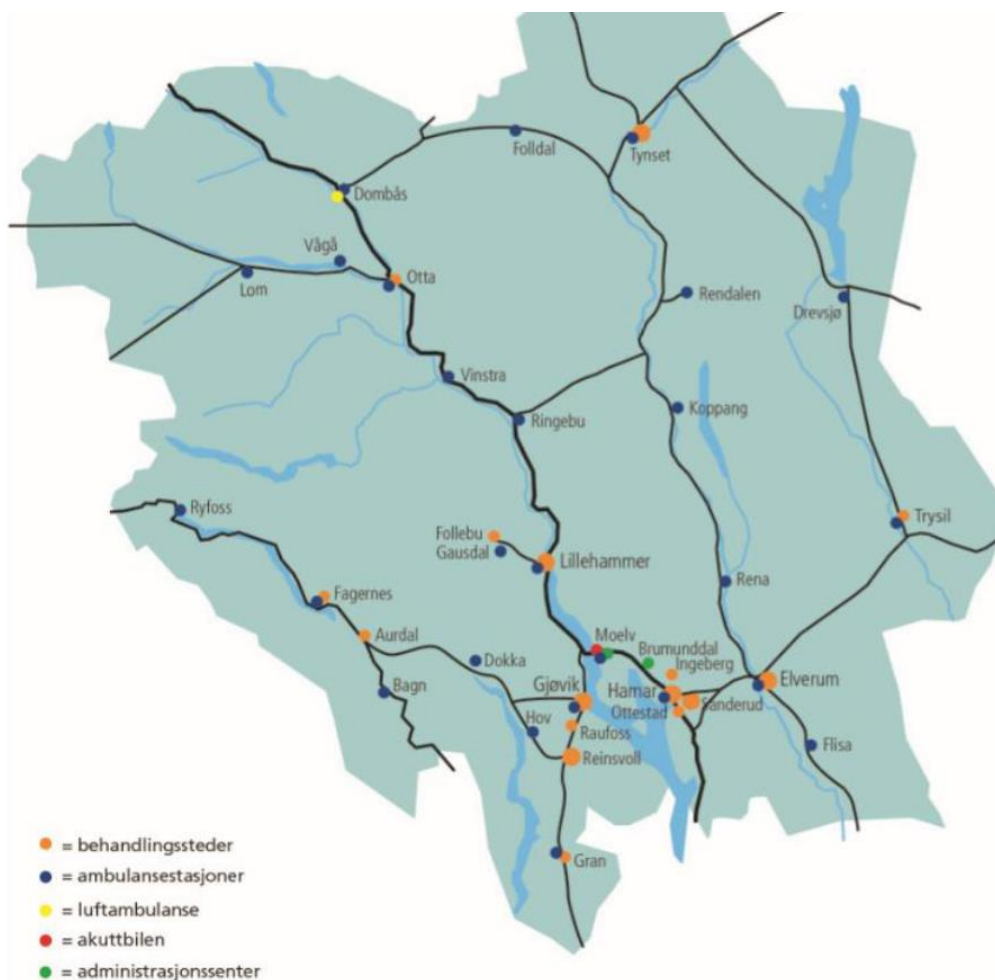 Folldal
Tynset
Dombås
Vågå
Otta
Lom
Rendalen
Drevsjø
Vinstra
Koppang
Ringebu
Ryfoss
Trysil
Follebu
Gausdal
Lillehammer
Rena
Fagernes
Aurdal
Moelv
Brumunddal
Dokka
Ingeberg
Elverum
Bagn
Gjøvik
Hamar
Sanderud
Ottestad
Hov
Raufoss
Flisa
Reinsvoll
Gran
= behandlingssteder
= ambulansestasjoner
= luftambulanse
= akuttbilen
= administrasjonssenter